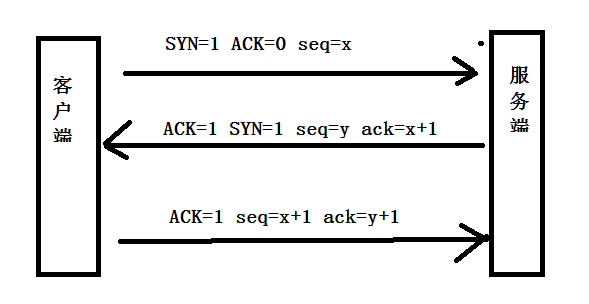 SYN=1 ACK=0 seq=x
客户端
服务端
ACK=1 SYN=1 seq=y ack=x+1
ACK=1 seq=x+1 ack=y+1